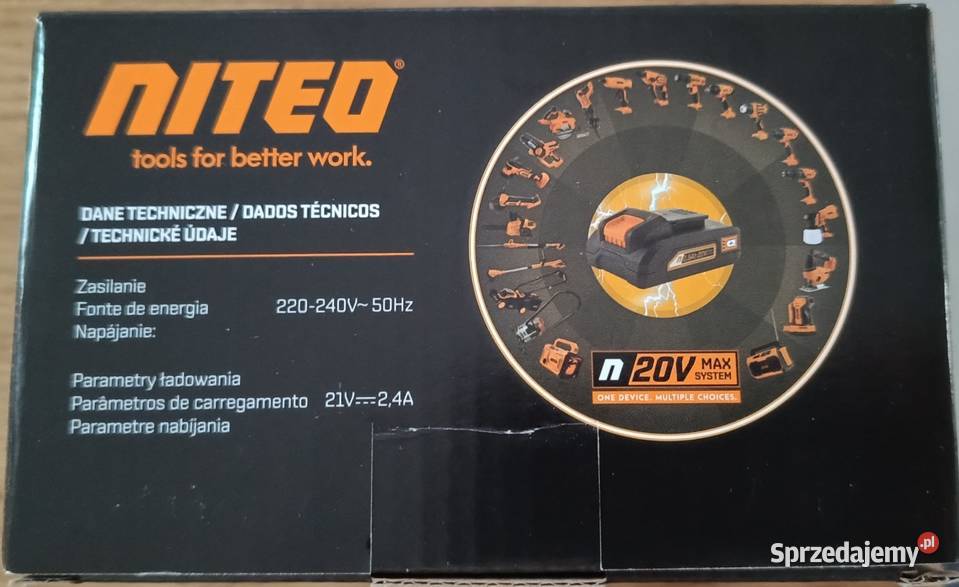 NITEO®
tools for better work.
DANE TECHNICZNE / DADOS TÉCNICOS
/ TECHNICKÉ ÚDAJE
Zasilanie
Fonte de energia
Napájanie:
220-240V~ 50Hz
Parametry ładowania
Parâmetros de carregamento
Parametre nabíjania
21V⎓2,4A
n 20V MAX SYSTEM
ONE DEVICE. MULTIPLE CHOICES.
Sprzedajemy.pl